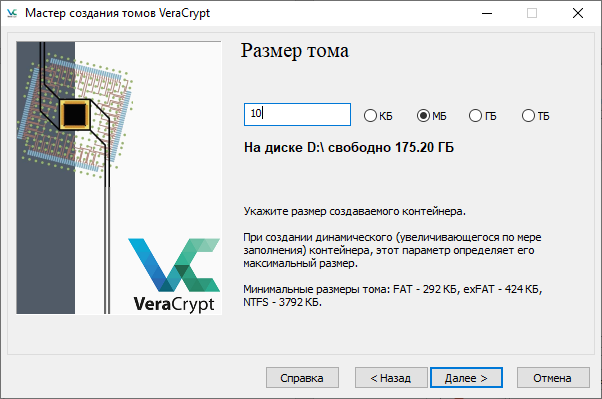 Мастер создания томов VeraCrypt
Размер тома
10
КБ
МБ
ГБ
ТБ
На диске D:\ свободно 175.20 ГБ
Укажите размер создаваемого контейнера.
При создании динамического (увеличивающегося по мере
заполнения) контейнера, этот параметр определяет его
максимальный размер.
Минимальные размеры тома: FAT - 292 КБ, exFAT - 424 КБ,
NTFS - 3792 КБ.
VeraCrypt
Справка
< Назад
Далее >
Отмена